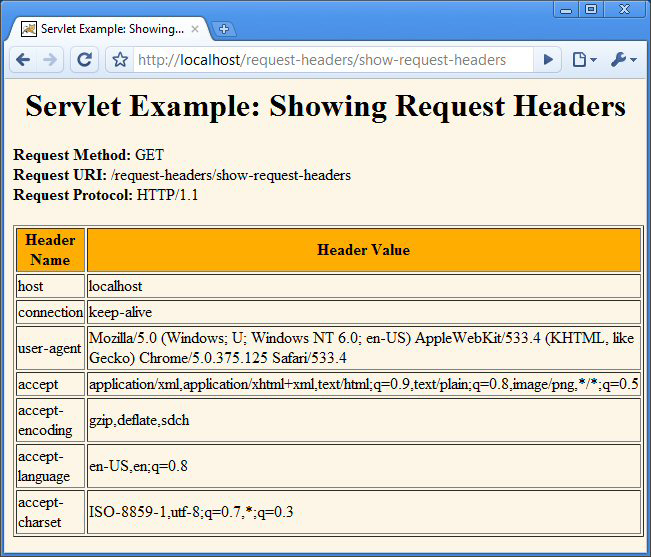 Servlet Example: Showing...
http://localhost/request-headers/show-request-headers
Servlet Example: Showing Request Headers
Request Method: GET
Request URI: /request-headers/show-request-headers
Request Protocol: HTTP/1.1
Header Name Header Value
host localhost
connection keep-alive
user-agent Mozilla/5.0 (Windows; U; Windows NT 6.0; en-US) AppleWebKit/533.4 (KHTML, like
Gecko) Chrome/5.0.375.125 Safari/533.4
accept application/xml,application/xhtml+xml,text/html;q=0.9,text/plain;q=0.8,image/png,*/*;q=0.5
accept-
encoding
gzip,deflate,sdch
accept-
language
en-US,en;q=0.8
accept-
charset
ISO-8859-1,utf-8;q=0.7,*;q=0.3